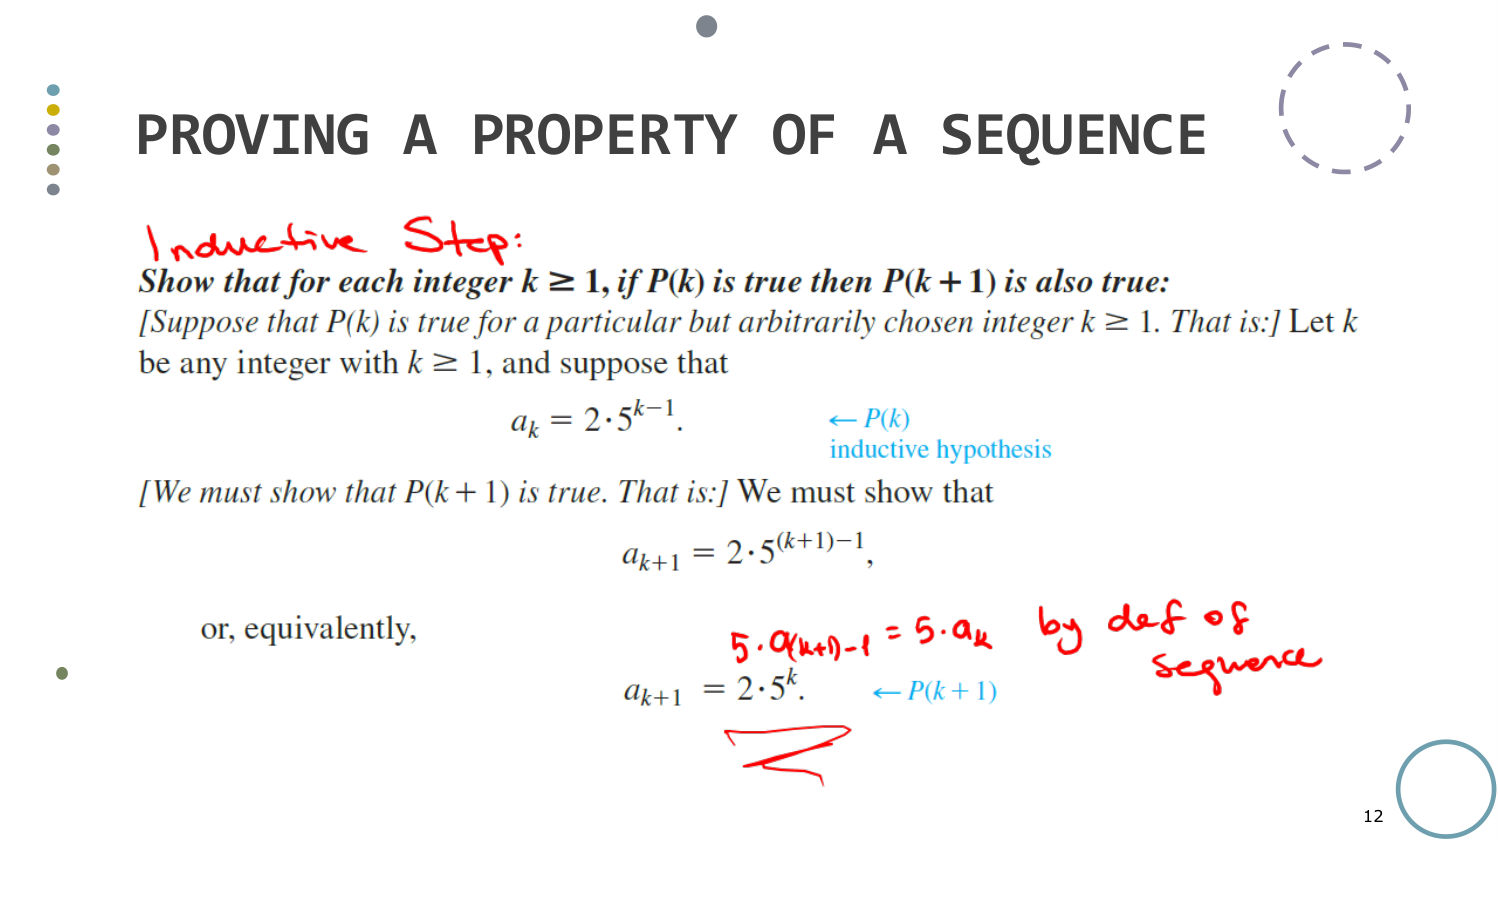 PROVING A PROPERTY OF A SEQUENCE
Inductive Step:
Show that for each integer k ≥ 1, if P(k) is true then P(k + 1) is also true:
[Suppose that P(k) is true for a particular but arbitrarily chosen integer k ≥ 1. That is:] Let k
be any integer with k ≥ 1, and suppose that
a_k = 2·5^{k−1}. ← P(k)
inductive hypothesis
[We must show that P(k + 1) is true. That is:] We must show that
a_{k+1} = 2·5^{(k+1)−1},
or, equivalently,
5·a_{(k+1)-1} = 5·a_k by def of
sequence
a_{k+1} = 2·5^k. ← P(k + 1)
12